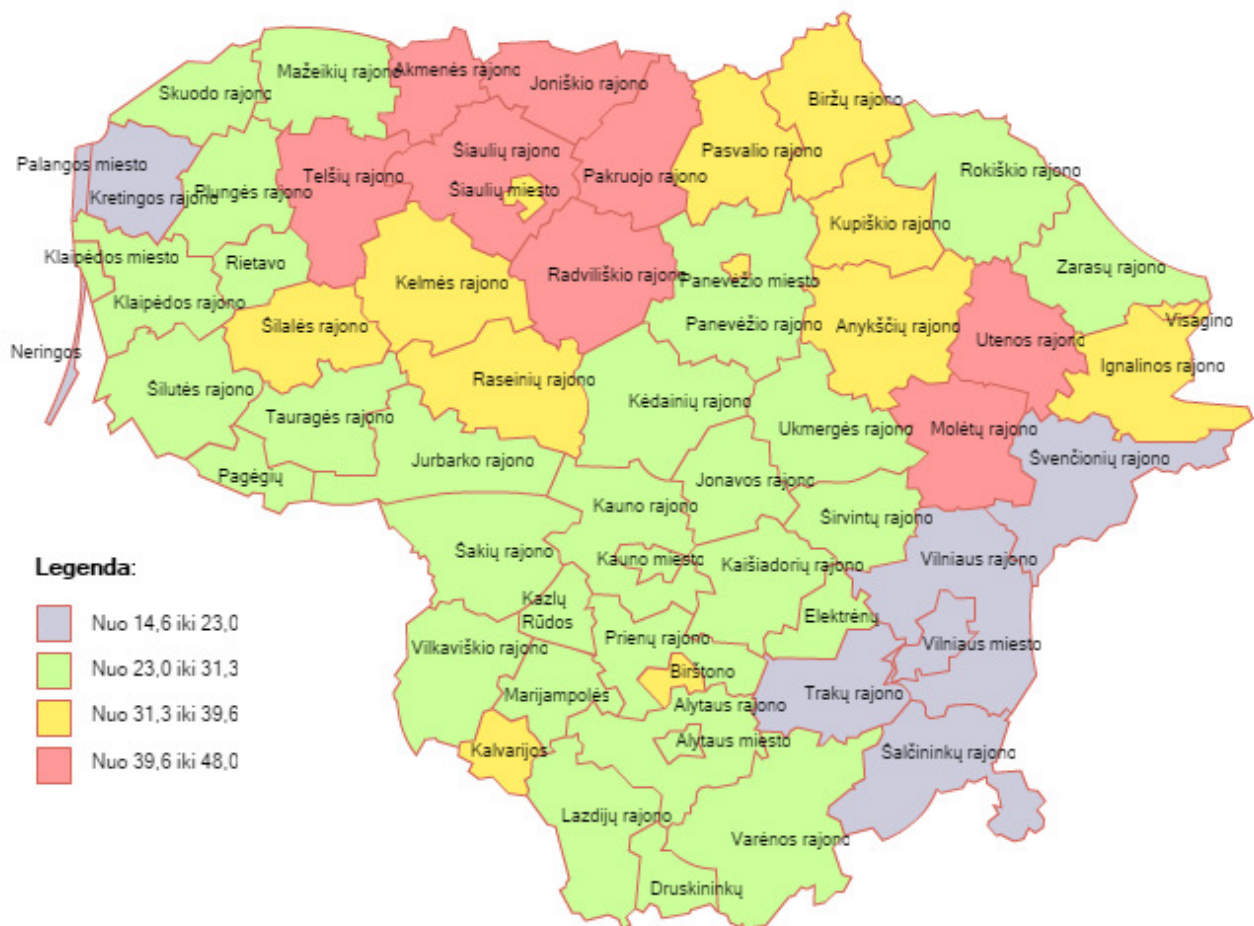 Mažeikių rajono
Akmenės rajono
Joniškio rajono
Skuodo rajono
Biržų rajono
Pasvalio rajono
Palangos miesto
Kretingos rajono
Plungės rajono
Telšių rajono
Šiaulių rajono
Šiaulių miesto
Pakruojo rajono
Rokiškio rajono
Kupiškio rajono
Klaipėdos miesto
Rietavo
Klaipėdos rajono
Kelmės rajono
Radviliškio rajono
Panevėžio miesto
Zarasų rajono
Šilalės rajono
Panevėžio rajono
Anykščių rajono
Utenos rajono
Visagino
Ignalinos rajono
Neringos
Šilutės rajono
Raseinių rajono
Kėdainių rajono
Tauragės rajono
Ukmergės rajono
Molėtų rajono
Švenčionių rajono
Pagėgių
Jurbarko rajono
Jonavos rajono
Kauno rajono
Širvintų rajono
Šakių rajono
Kauno miesto
Kaišiadorių rajono
Vilniaus rajono
Kazlų
Rūdos
Elektrėnų
Vilkaviškio rajono
Prienų rajono
Vilniaus miesto
Birštono
Marijampolės
Alytaus rajono
Trakų rajono
Kalvarijos
Alytaus miesto
Šalčininkų rajono
Lazdijų rajono
Varėnos rajono
Druskininkų
Legenda:
Nuo 14,6 iki 23,0
Nuo 23,0 iki 31,3
Nuo 31,3 iki 39,6
Nuo 39,6 iki 48,0